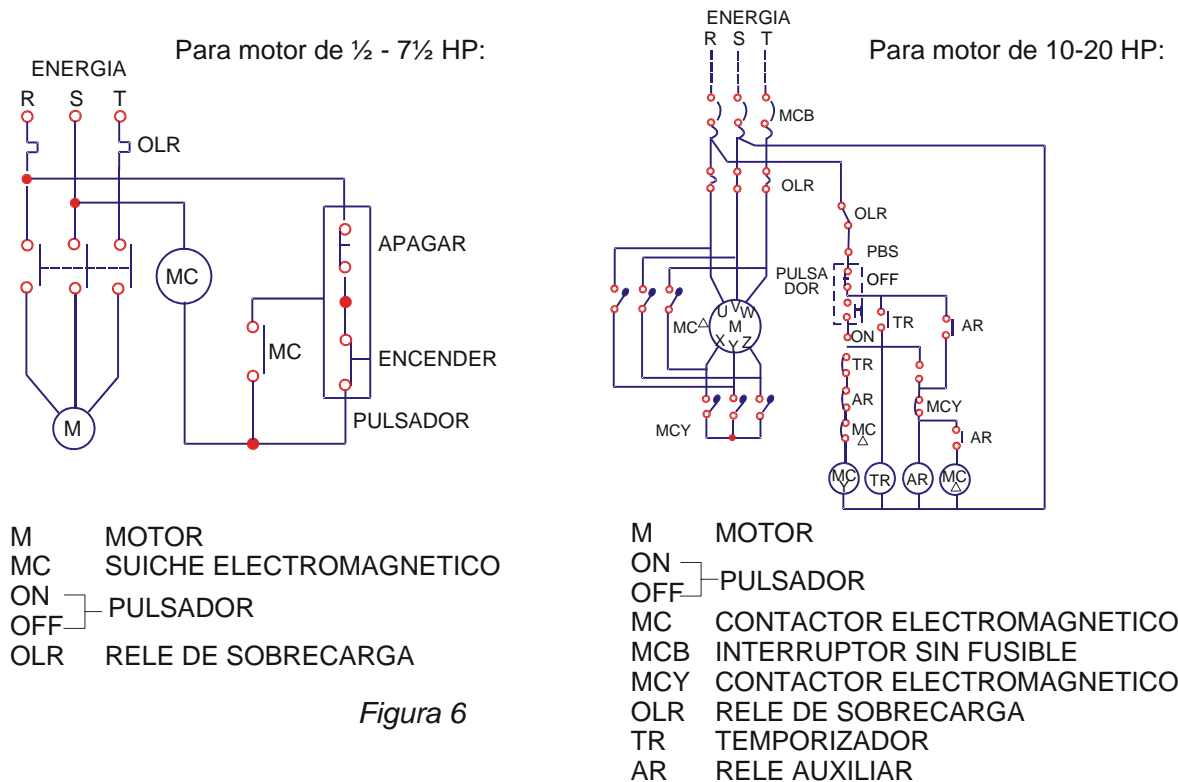 Para motor de ½ - 7½ HP:
ENERGIA
R S T
OLR
APAGAR
MC
MC
ENCENDER
PULSADOR
M
M MOTOR
MC SUICHE ELECTROMAGNETICO
ON
PULSADOR
OFF
OLR RELE DE SOBRECARGA
Figura 6
ENERGIA
R S T
Para motor de 10-20 HP:
MCB
OLR
OLR
PBS
PULSA
DOR
OFF
U V W
MC△ M
X Y Z
TR
AR
ON
TR
AR
MCY
MC
△
MCY
AR
MC
Y
TR
AR
MC
△
M MOTOR
ON
PULSADOR
OFF
MC CONTACTOR ELECTROMAGNETICO
MCB INTERRUPTOR SIN FUSIBLE
MCY CONTACTOR ELECTROMAGNETICO
OLR RELE DE SOBRECARGA
TR TEMPORIZADOR
AR RELE AUXILIAR